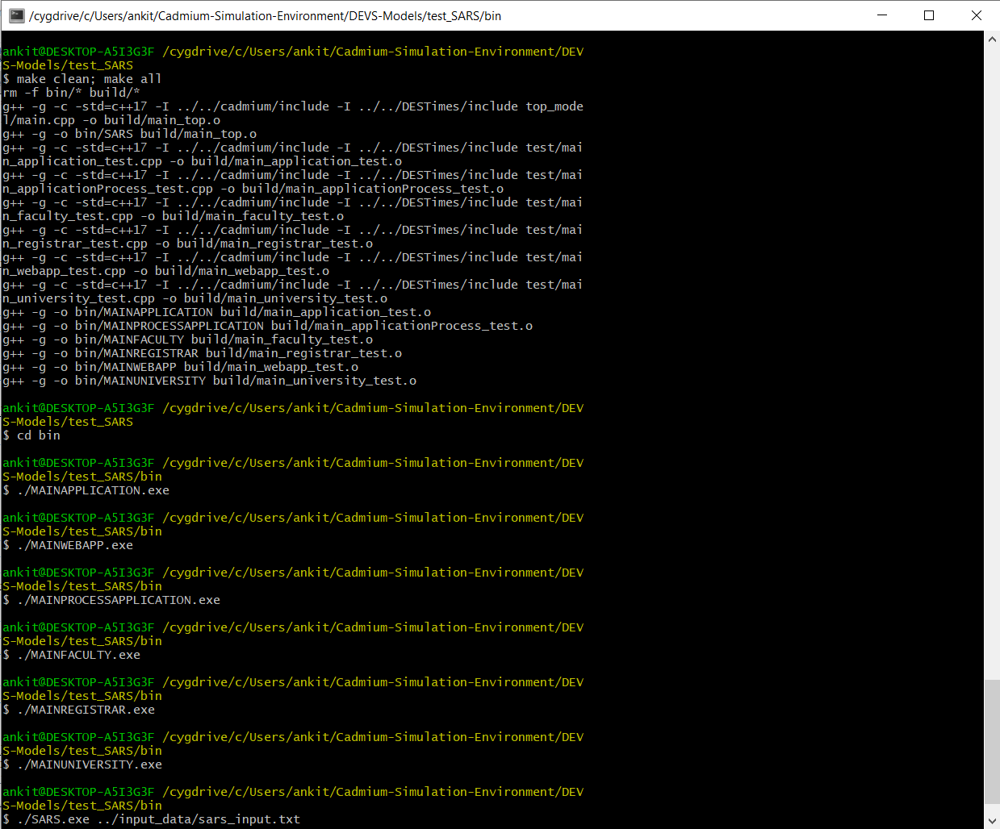 /cygdrive/c/Users/ankit/Cadmium-Simulation-Environment/DEVS-Models/test_SARS/bin
ankit@DESKTOP-A5I3G3F /cygdrive/c/Users/ankit/Cadmium-Simulation-Environment/DEV
S-Models/test_SARS
$ make clean; make all
rm -f bin/* build/*
g++ -g -c -std=c++17 -I ../../cadmium/include -I ../../DESTimes/include top_mode
l/main.cpp -o build/main_top.o
g++ -g -o bin/SARS build/main_top.o
g++ -g -c -std=c++17 -I ../../cadmium/include -I ../../DESTimes/include test/mai
n_application_test.cpp -o build/main_application_test.o
g++ -g -c -std=c++17 -I ../../cadmium/include -I ../../DESTimes/include test/mai
n_applicationProcess_test.cpp -o build/main_applicationProcess_test.o
g++ -g -c -std=c++17 -I ../../cadmium/include -I ../../DESTimes/include test/mai
n_faculty_test.cpp -o build/main_faculty_test.o
g++ -g -c -std=c++17 -I ../../cadmium/include -I ../../DESTimes/include test/mai
n_registrar_test.cpp -o build/main_registrar_test.o
g++ -g -c -std=c++17 -I ../../cadmium/include -I ../../DESTimes/include test/mai
n_webapp_test.cpp -o build/main_webapp_test.o
g++ -g -c -std=c++17 -I ../../cadmium/include -I ../../DESTimes/include test/mai
n_university_test.cpp -o build/main_university_test.o
g++ -g -o bin/MAINAPPLICATION build/main_application_test.o
g++ -g -o bin/MAINPROCESSAPPLICATION build/main_applicationProcess_test.o
g++ -g -o bin/MAINFACULTY build/main_faculty_test.o
g++ -g -o bin/MAINREGISTRAR build/main_registrar_test.o
g++ -g -o bin/MAINWEBAPP build/main_webapp_test.o
g++ -g -o bin/MAINUNIVERSITY build/main_university_test.o
ankit@DESKTOP-A5I3G3F /cygdrive/c/Users/ankit/Cadmium-Simulation-Environment/DEV
S-Models/test_SARS
$ cd bin
ankit@DESKTOP-A5I3G3F /cygdrive/c/Users/ankit/Cadmium-Simulation-Environment/DEV
S-Models/test_SARS/bin
$ ./MAINAPPLICATION.exe
ankit@DESKTOP-A5I3G3F /cygdrive/c/Users/ankit/Cadmium-Simulation-Environment/DEV
S-Models/test_SARS/bin
$ ./MAINWEBAPP.exe
ankit@DESKTOP-A5I3G3F /cygdrive/c/Users/ankit/Cadmium-Simulation-Environment/DEV
S-Models/test_SARS/bin
$ ./MAINPROCESSAPPLICATION.exe
ankit@DESKTOP-A5I3G3F /cygdrive/c/Users/ankit/Cadmium-Simulation-Environment/DEV
S-Models/test_SARS/bin
$ ./MAINFACULTY.exe
ankit@DESKTOP-A5I3G3F /cygdrive/c/Users/ankit/Cadmium-Simulation-Environment/DEV
S-Models/test_SARS/bin
$ ./MAINREGISTRAR.exe
ankit@DESKTOP-A5I3G3F /cygdrive/c/Users/ankit/Cadmium-Simulation-Environment/DEV
S-Models/test_SARS/bin
$ ./MAINUNIVERSITY.exe
ankit@DESKTOP-A5I3G3F /cygdrive/c/Users/ankit/Cadmium-Simulation-Environment/DEV
S-Models/test_SARS/bin
$ ./SARS.exe ../input_data/sars_input.txt